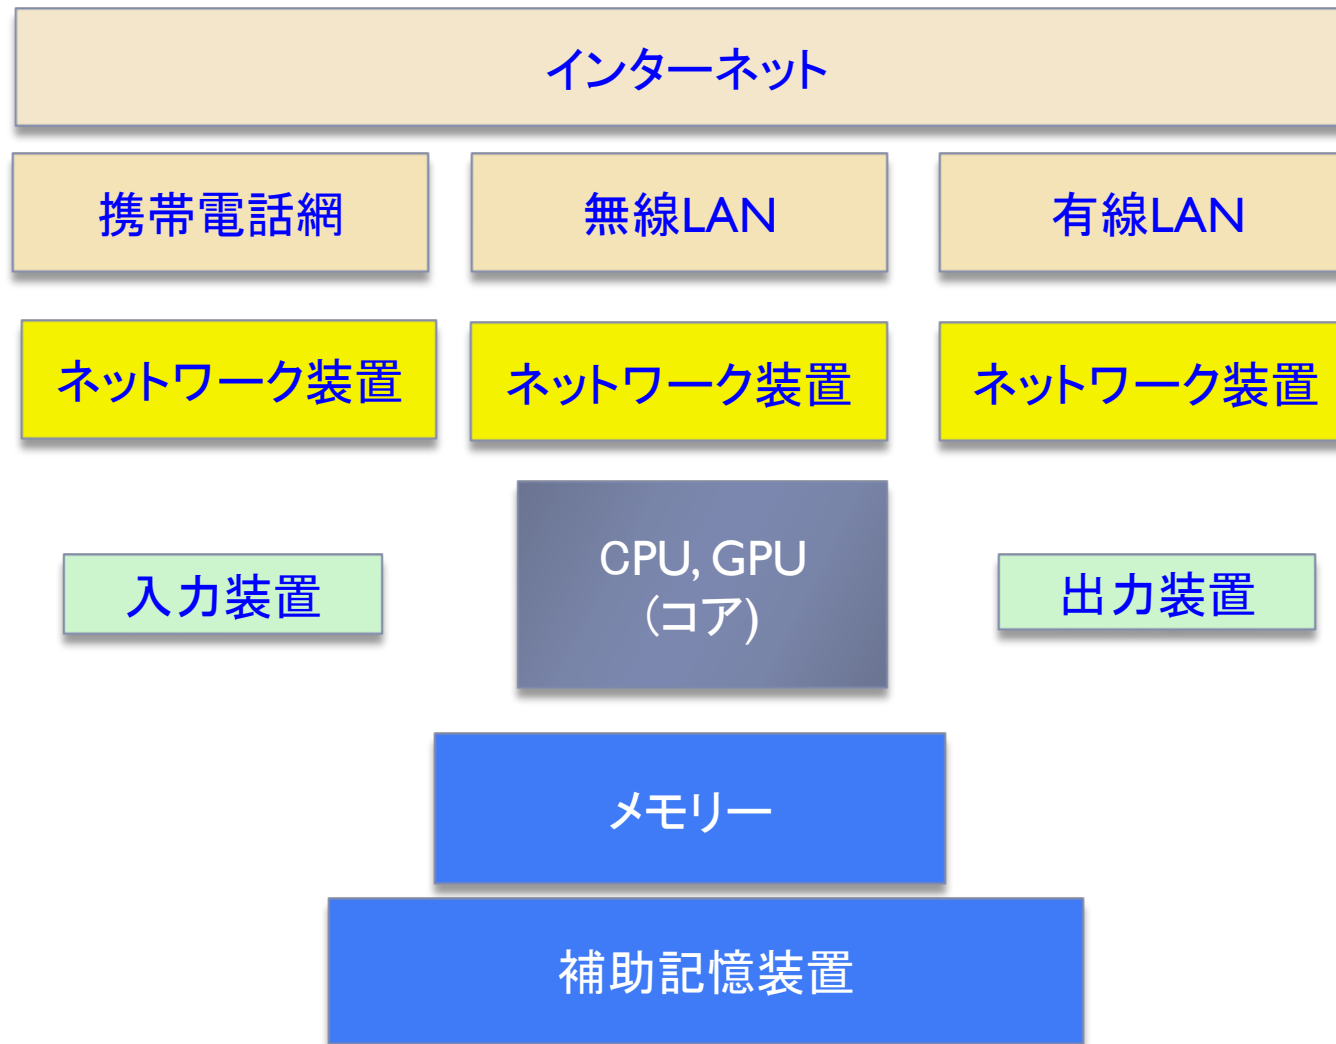 インターネット
携帯電話網
無線LAN
有線LAN
ネットワーク装置
ネットワーク装置
ネットワーク装置
入力装置
CPU, GPU
（コア)
出力装置
メモリー
補助記憶装置